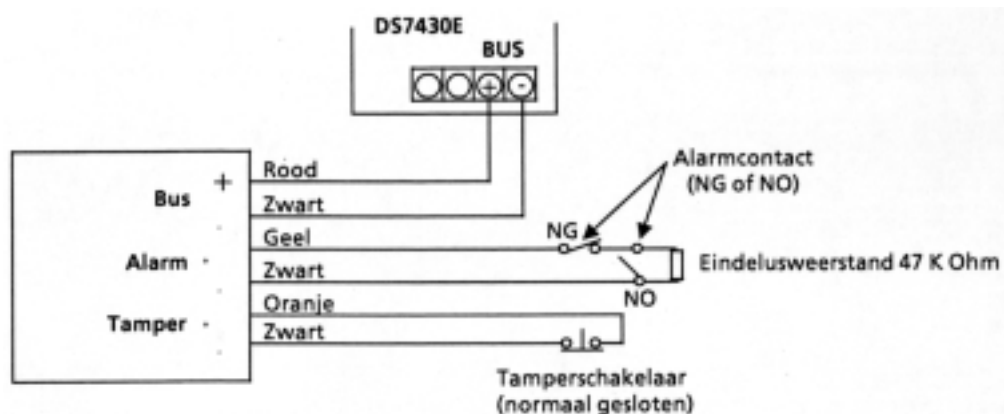 DS7430E
BUS
+ -
Rood
+
Bus
Zwart
Geel
Alarm
Zwart
Oranje
Tamper
Zwart
Alarmcontact
(NG of NO)
NG
Eindelusweerstand 47 K Ohm
NO
Tamperschakelaar
(normaal gesloten)